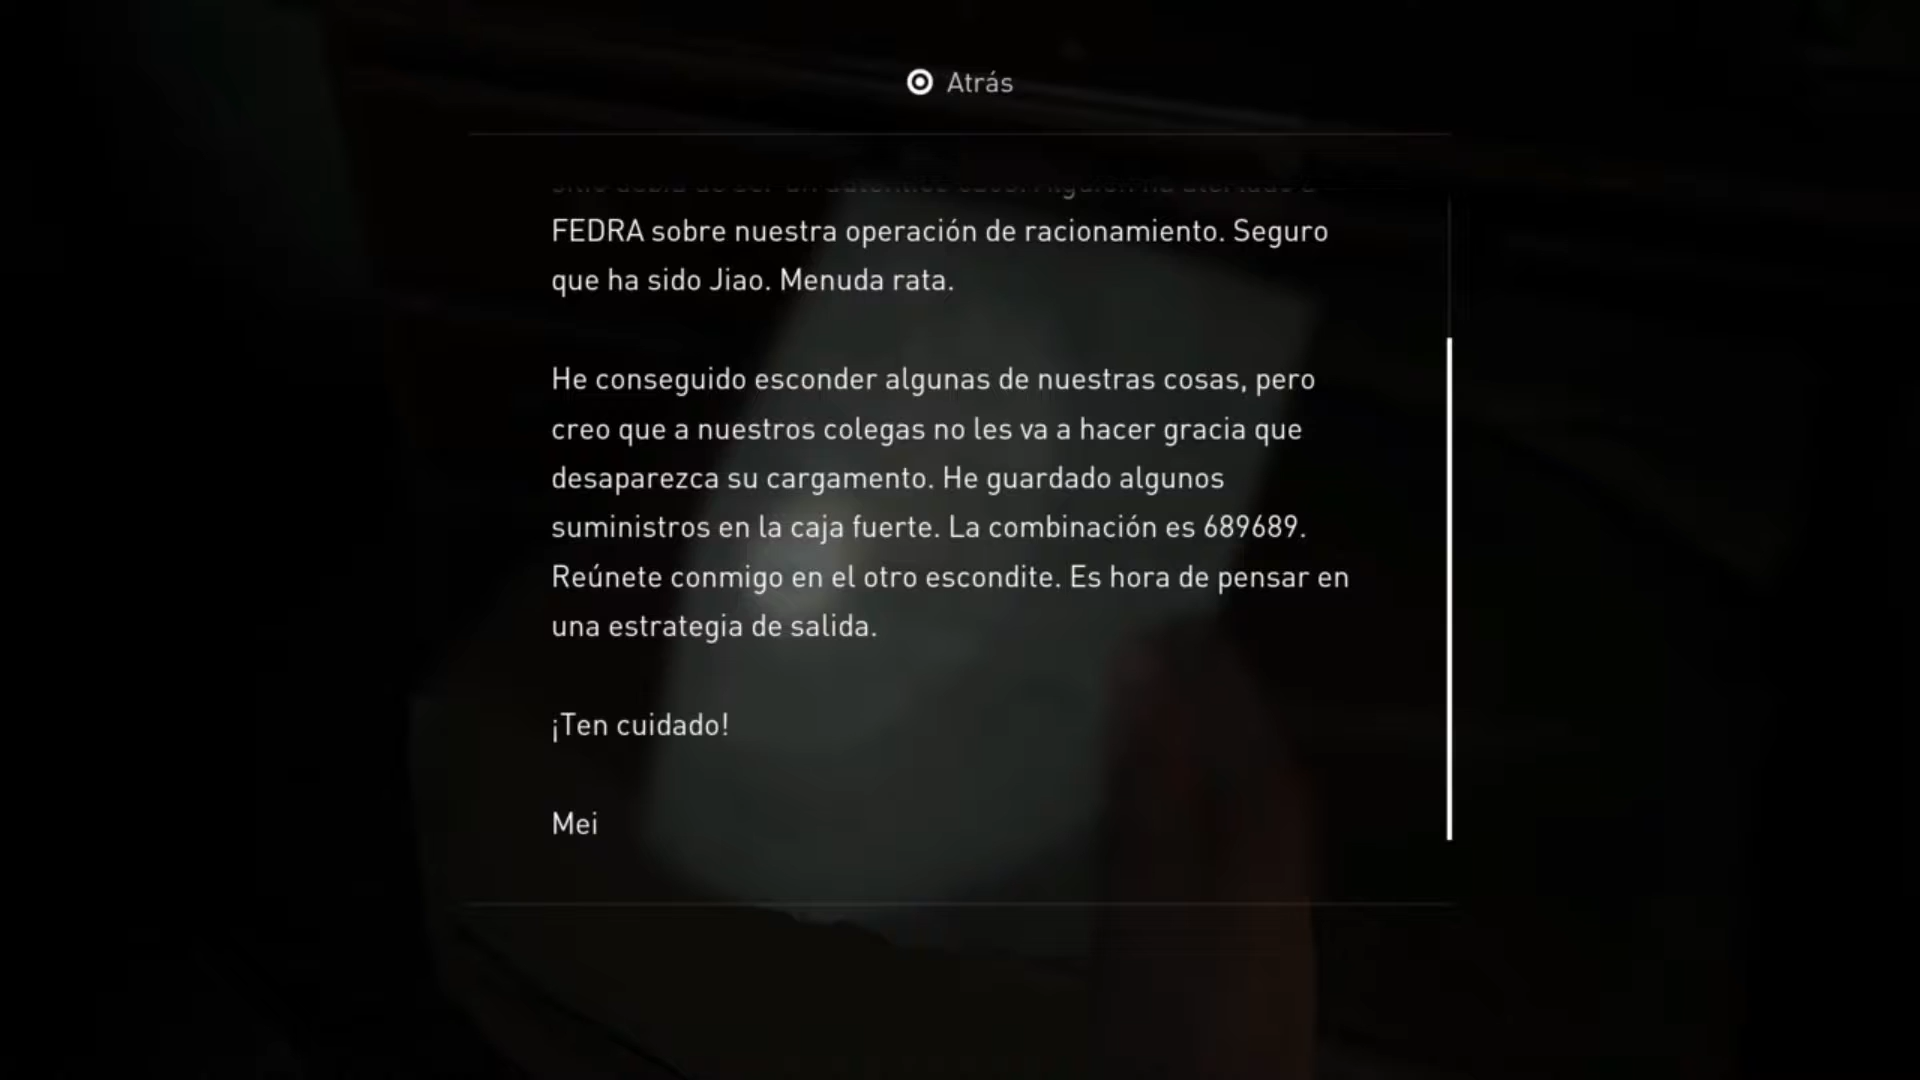 Atrás
FEDRA sobre nuestra operación de racionamiento. Seguro
que ha sido Jiao. Menuda rata.
He conseguido esconder algunas de nuestras cosas, pero
creo que a nuestros colegas no les va a hacer gracia que
desaparezca su cargamento. He guardado algunos
suministros en la caja fuerte. La combinación es 689689.
Reúnete conmigo en el otro escondite. Es hora de pensar en
una estrategia de salida.
¡Ten cuidado!
Mei